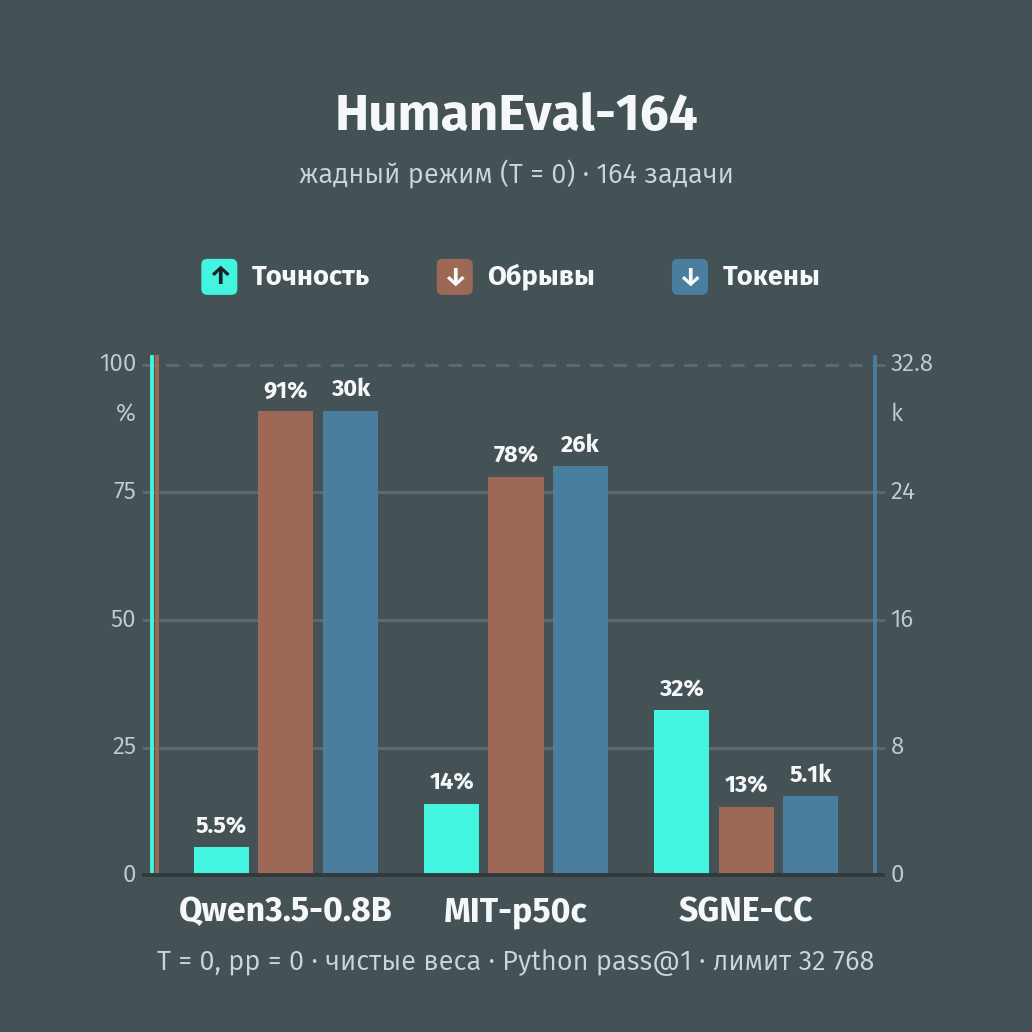 HumanEval-164
жадный режим (T = 0) · 164 задачи
↑ Точность ↓ Обрывы ↓ Токены
100 32.8
% k
91% 30k
78% 26k
75 24
50 16
32%
25 8
14% 13% 5.1k
5.5%
0 0
Qwen3.5-0.8B MIT-p50c SGNE-CC
T = 0, pp = 0 · чистые веса · Python pass@1 · лимит 32 768